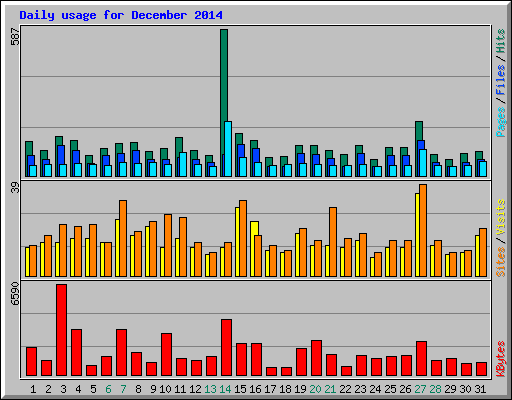 Daily usage for December 2014
587
39
6590
Pages / Files / Hits
Sites / Visits
KBytes
1 2 3 4 5 6 7 8 9 10 11 12 13 14 15 16 17 18 19 20 21 22 23 24 25 26 27 28 29 30 31